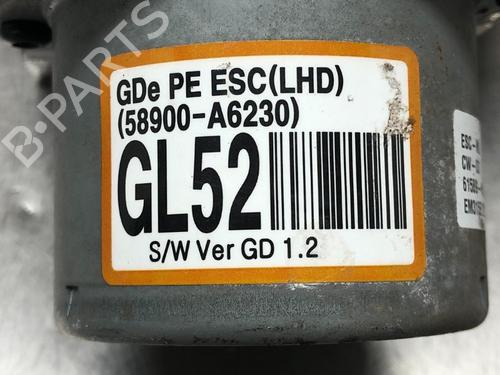 B-PARTS
GDe PE ESC(LHD)
(58900-A6230)
GL52
S/W Ver GD 1.2